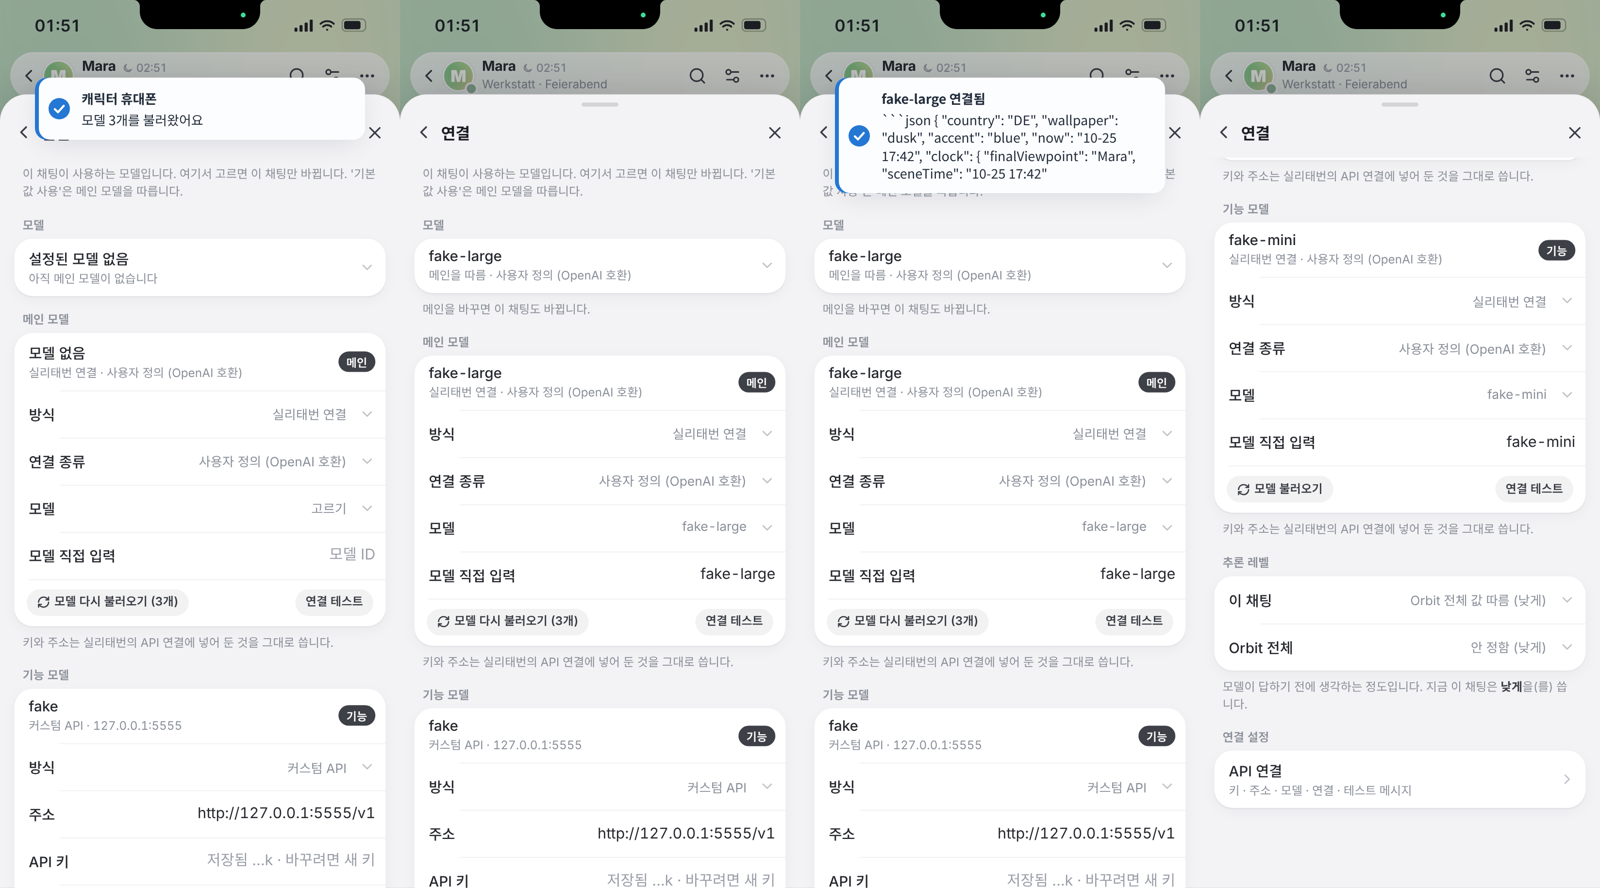 01:51
Mara 02:51
캐릭터 휴대폰
모델 3개를 불러왔어요
이 채팅이 사용하는 모델입니다. 여기서 고르면 이 채팅만 바뀝니다. '기본
값 사용'은 메인 모델을 따릅니다.
모델
설정된 모델 없음
아직 메인 모델이 없습니다
메인 모델
모델 없음
실리태번 연결 · 사용자 정의 (OpenAI 호환)
메인
방식
실리태번 연결
연결 종류
사용자 정의 (OpenAI 호환)
모델
고르기
모델 직접 입력
모델 ID
모델 다시 불러오기 (3개)
연결 테스트
키와 주소는 실리태번의 API 연결에 넣어 둔 것을 그대로 씁니다.
기능 모델
fake
커스텀 API · 127.0.0.1:5555
기능
방식
커스텀 API
주소
http://127.0.0.1:5555/v1
API 키
저장됨 ...k · 바꾸려면 새 키
01:51
M
Mara 02:51
Werkstatt · Feierabend
연결
이 채팅이 사용하는 모델입니다. 여기서 고르면 이 채팅만 바뀝니다. '기본
값 사용'은 메인 모델을 따릅니다.
모델
fake-large
메인을 따름 · 사용자 정의 (OpenAI 호환)
메인을 바꾸면 이 채팅도 바뀝니다.
메인 모델
fake-large
실리태번 연결 · 사용자 정의 (OpenAI 호환)
메인
방식
실리태번 연결
연결 종류
사용자 정의 (OpenAI 호환)
모델
fake-large
모델 직접 입력
fake-large
모델 다시 불러오기 (3개)
연결 테스트
키와 주소는 실리태번의 API 연결에 넣어 둔 것을 그대로 씁니다.
기능 모델
fake
커스텀 API · 127.0.0.1:5555
기능
방식
커스텀 API
주소
http://127.0.0.1:5555/v1
API 키
저장됨 ...k · 바꾸려면 새 키
01:51
Mara 02:51
fake-large 연결됨
```json { "country": "DE", "wallpaper":
"dusk", "accent": "blue", "now": "10-25
17:42", "clock": { "finalViewpoint": "Mara",
"sceneTime": "10-25 17:42"
모델
fake-large
메인을 따름 · 사용자 정의 (OpenAI 호환)
메인을 바꾸면 이 채팅도 바뀝니다.
메인 모델
fake-large
실리태번 연결 · 사용자 정의 (OpenAI 호환)
메인
방식
실리태번 연결
연결 종류
사용자 정의 (OpenAI 호환)
모델
fake-large
모델 직접 입력
fake-large
모델 다시 불러오기 (3개)
연결 테스트
키와 주소는 실리태번의 API 연결에 넣어 둔 것을 그대로 씁니다.
기능 모델
fake
커스텀 API · 127.0.0.1:5555
기능
방식
커스텀 API
주소
http://127.0.0.1:5555/v1
API 키
저장됨 ...k · 바꾸려면 새 키
01:51
M
Mara 02:51
Werkstatt · Feierabend
연결
키와 주소는 실리태번의 API 연결에 넣어 둔 것을 그대로 씁니다.
기능 모델
fake-mini
실리태번 연결 · 사용자 정의 (OpenAI 호환)
기능
방식
실리태번 연결
연결 종류
사용자 정의 (OpenAI 호환)
모델
fake-mini
모델 직접 입력
fake-mini
모델 불러오기
연결 테스트
키와 주소는 실리태번의 API 연결에 넣어 둔 것을 그대로 씁니다.
추론 레벨
이 채팅
Orbit 전체 값 따름 (낮게)
Orbit 전체
안 정함 (낮게)
모델이 답하기 전에 생각하는 정도입니다. 지금 이 채팅은 낮게을(를) 씁
니다.
연결 설정
API 연결
키 · 주소 · 모델 · 연결 · 테스트 메시지